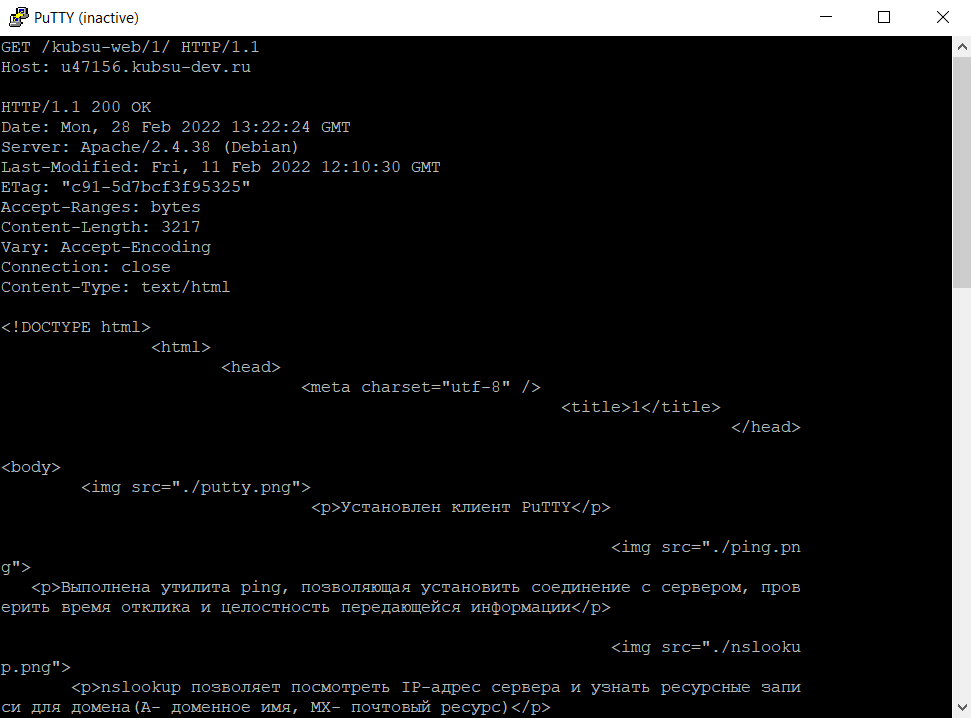 PuTTY (inactive)
GET /kubsu-web/1/ HTTP/1.1
Host: u47156.kubsu-dev.ru
HTTP/1.1 200 OK
Date: Mon, 28 Feb 2022 13:22:24 GMT
Server: Apache/2.4.38 (Debian)
Last-Modified: Fri, 11 Feb 2022 12:10:30 GMT
ETag: "c91-5d7bcf3f95325"
Accept-Ranges: bytes
Content-Length: 3217
Vary: Accept-Encoding
Connection: close
Content-Type: text/html
<!DOCTYPE html>
<html>
<head>
<meta charset="utf-8" />
<title>1</title>
</head>
<body>
<img src="./putty.png">
<p>Установлен клиент PuTTY</p>
<img src="./ping.pn
g">
<p>Выполнена утилита ping, позволяющая установить соединение с сервером, пров
ерить время отклика и целостность передающейся информации</p>
<img src="./nslooku
p.png">
<p>nslookup позволяет посмотреть IP-адрес сервера и узнать ресурсные запи
си для домена(A- доменное имя, MX- почтовый ресурс)</p>